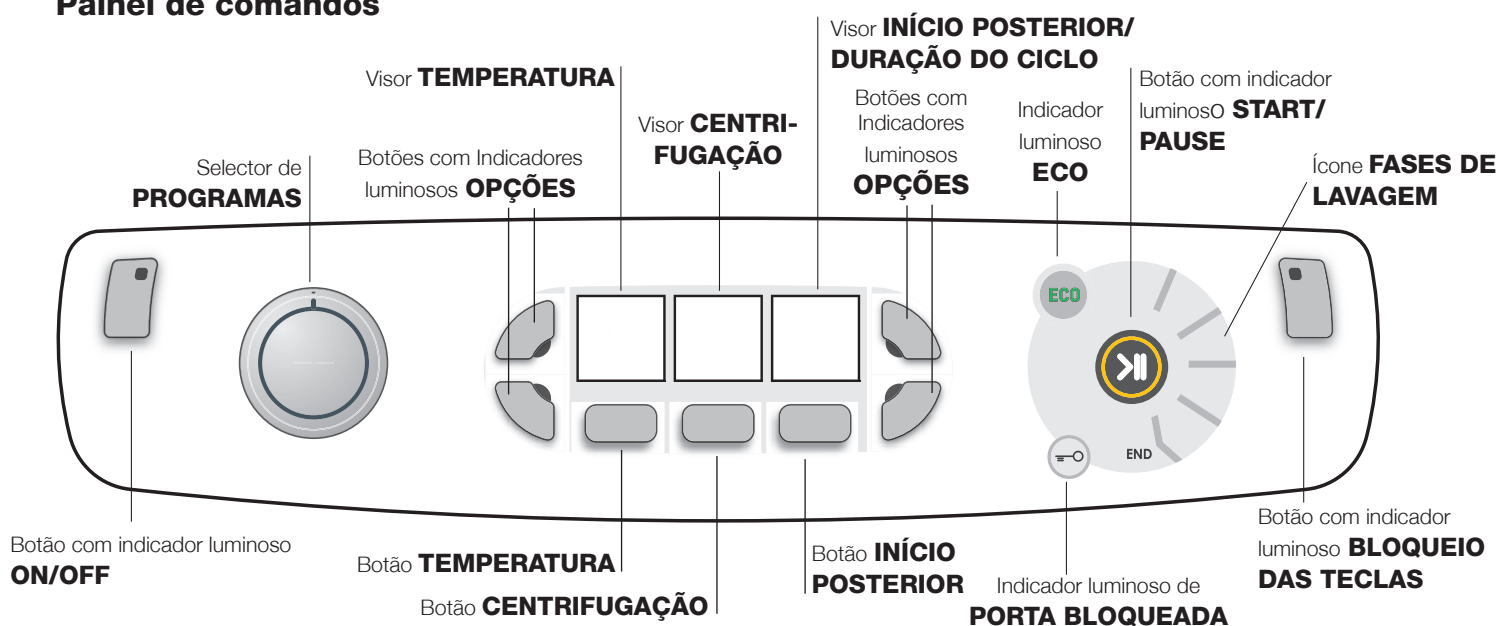 Painel de comandos
Visor INÍCIO POSTERIOR/
DURAÇÃO DO CICLO
Visor TEMPERATURA
Botão com indicador
luminosO START/
PAUSE
Botões com
Indicadores
luminosos
OPÇÕES
Indicador
luminoso
ECO
Visor CENTRI-
FUGAÇÃO
Botões com Indicadores
luminosos OPÇÕES
Selector de
PROGRAMAS
Ícone FASES DE
LAVAGEM
ECO
END
Botão com indicador luminoso
ON/OFF
Botão TEMPERATURA
Botão CENTRIFUGAÇÃO
Botão INÍCIO
POSTERIOR
Indicador luminoso de
PORTA BLOQUEADA
Botão com indicador
luminoso BLOQUEIO
DAS TECLAS